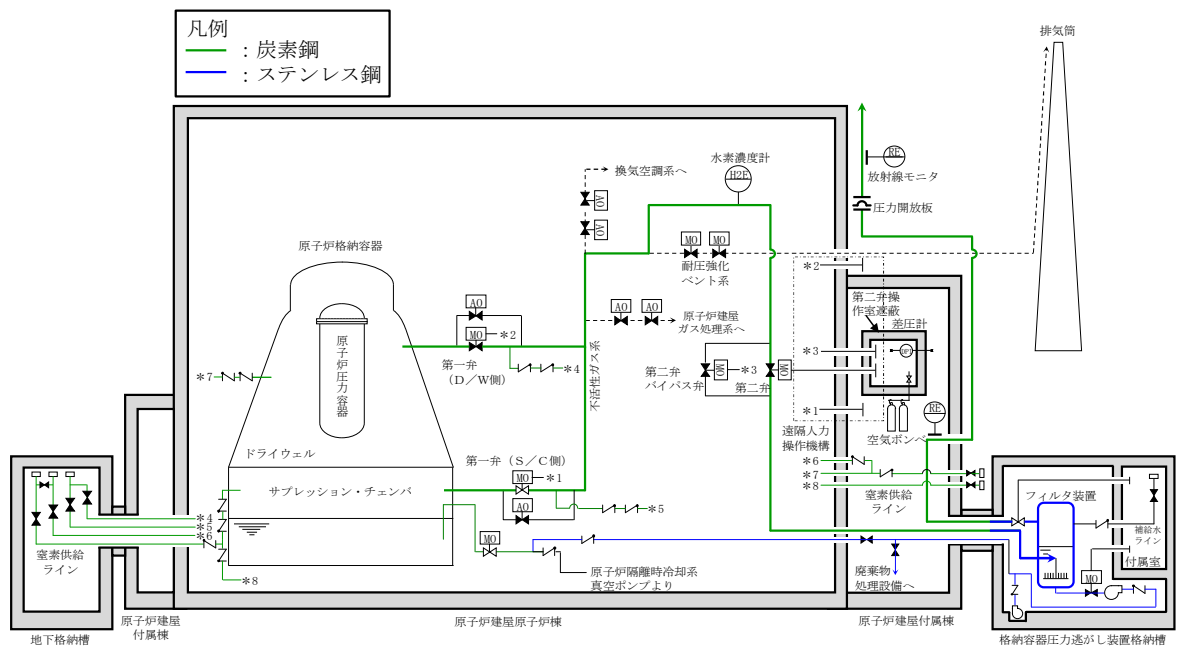 凡例
：炭素鋼
：ステンレス鋼
排気筒
水素濃度計
H2E
換気空調系へ
AO
AO
RE
放射線モニタ
圧力開放板
原子炉格納容器
MO
MO
耐圧強化
ベント系
＊2
第二弁操
作室遮蔽
差圧計
DPI
AO
MO
＊2
AO
AO
原子炉建屋
ガス処理系へ
原子炉圧力容器
不活性ガス系
第一弁
（D／W側）
＊4
＊7
第二弁
バイパス弁
MO
＊3
第二弁
MO
＊3
＊1
遠隔人力
操作機構
空気ボンベ
RE
ドライウェル
第一弁（S／C側）
MO
＊1
AO
サプレッション・チェンバ
＊5
＊6
＊7
＊8
窒素供給
ライン
＊4
＊5
＊6
窒素供給
ライン
＊8
MO
原子炉隔離時冷却系
真空ポンプより
廃棄物
処理設備へ
フィルタ装置
補給水
ライン
付属室
MO
地下格納槽
原子炉建屋
付属棟
原子炉建屋原子炉棟
原子炉建屋付属棟
格納容器圧力逃がし装置格納槽